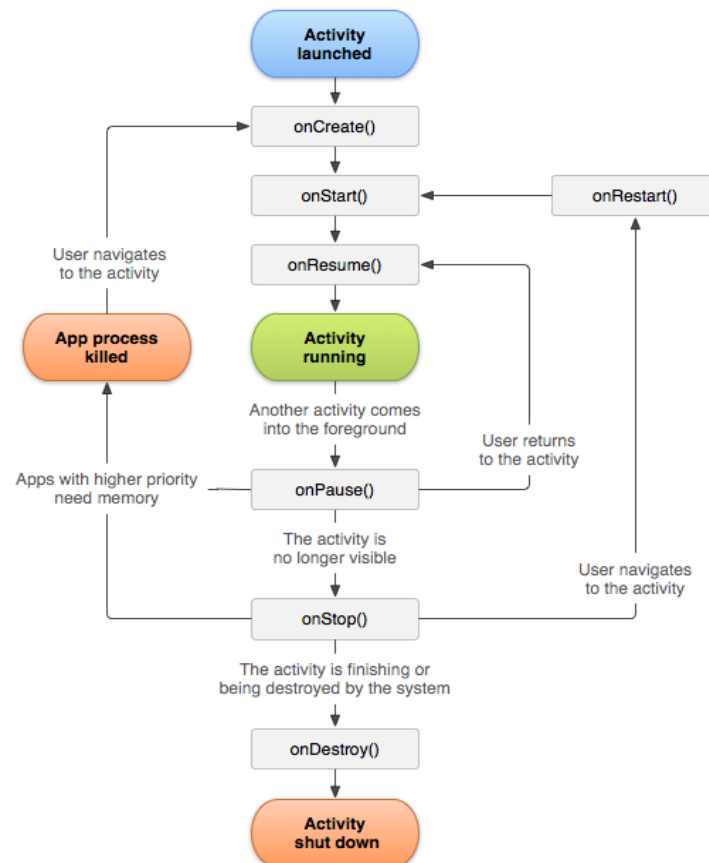 Activity
launched
onCreate()
onStart()
onRestart()
User navigates
to the activity
onResume()
App process
killed
Activity
running
Another activity comes
into the foreground
User returns
to the activity
Apps with higher priority
need memory
onPause()
The activity is
no longer visible
User navigates
to the activity
onStop()
The activity is finishing or
being destroyed by the system
onDestroy()
Activity
shut down